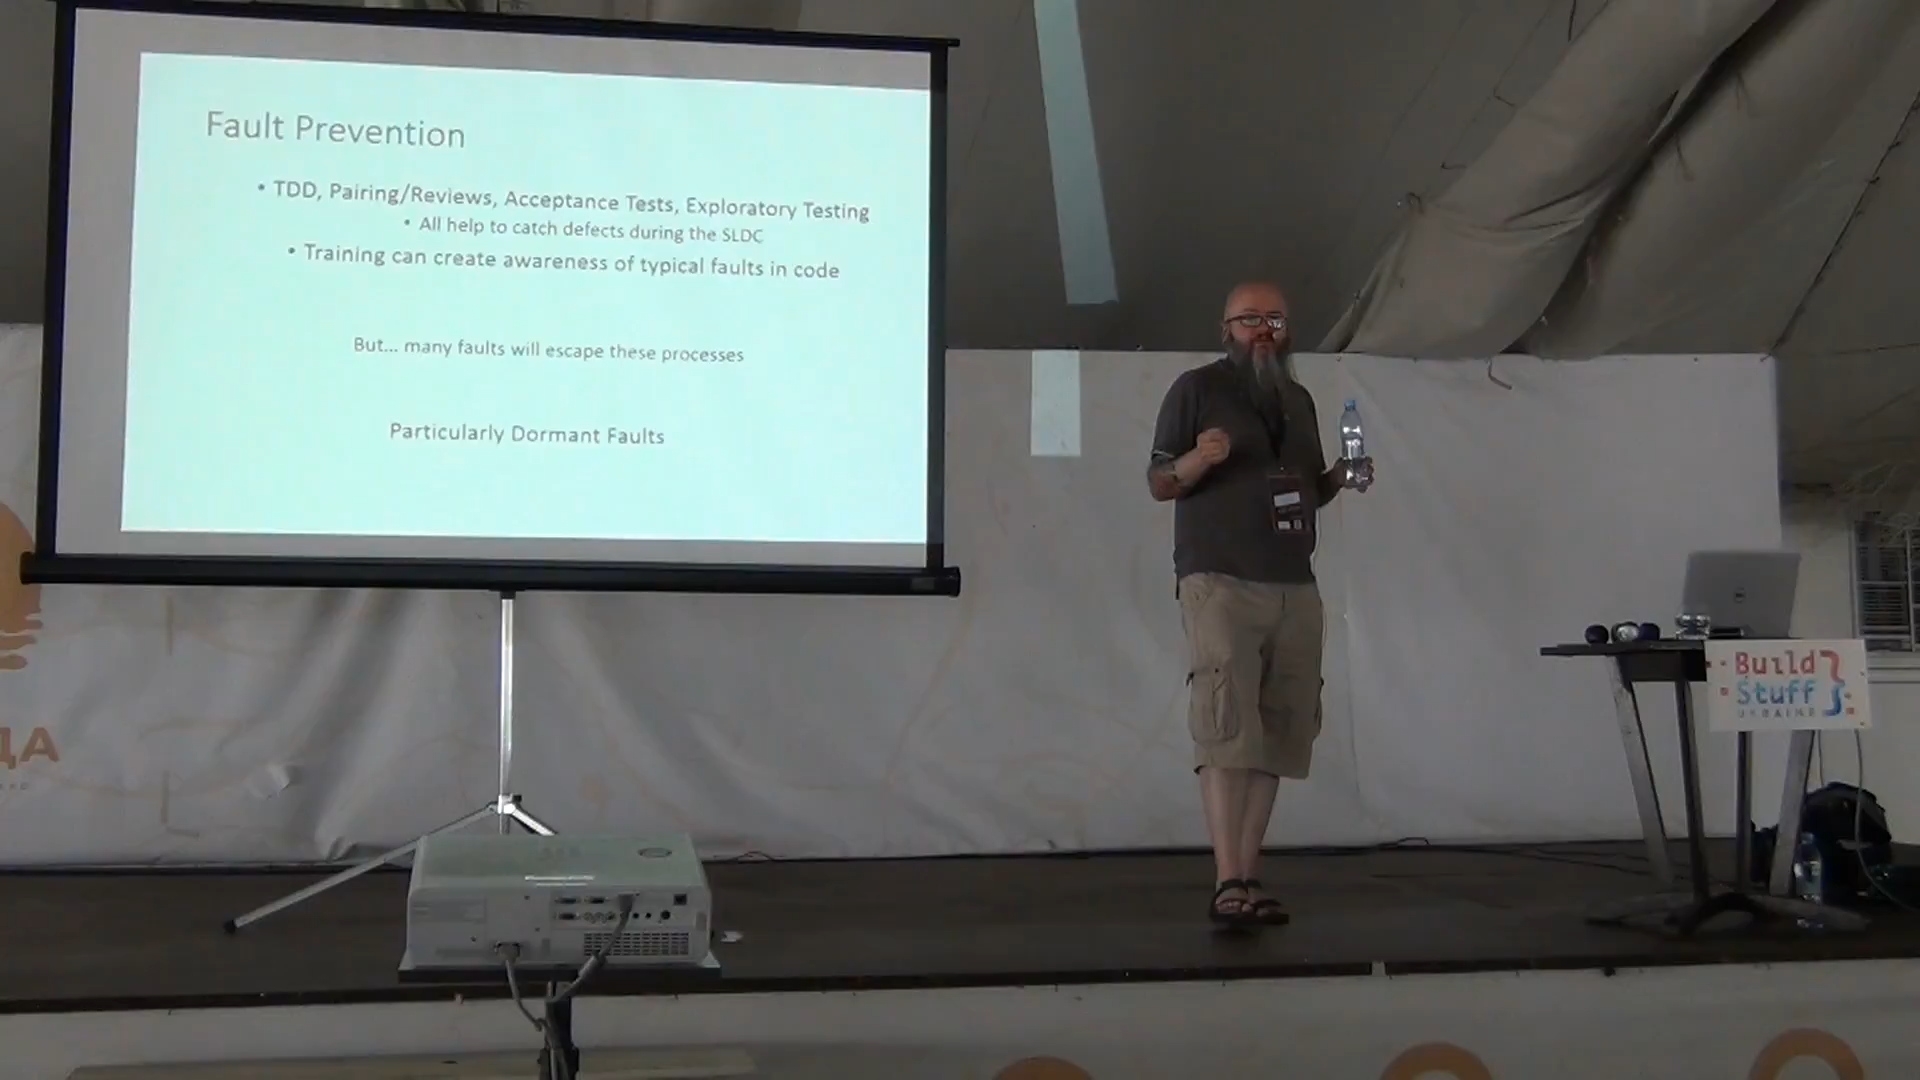 Fault Prevention
• TDD, Pairing/Reviews, Acceptance Tests, Exploratory Testing
• All help to catch defects during the SLDC
• Training can create awareness of typical faults in code
But... many faults will escape these processes
Particularly Dormant Faults
Build
Stuff
UKRAINE
ДА